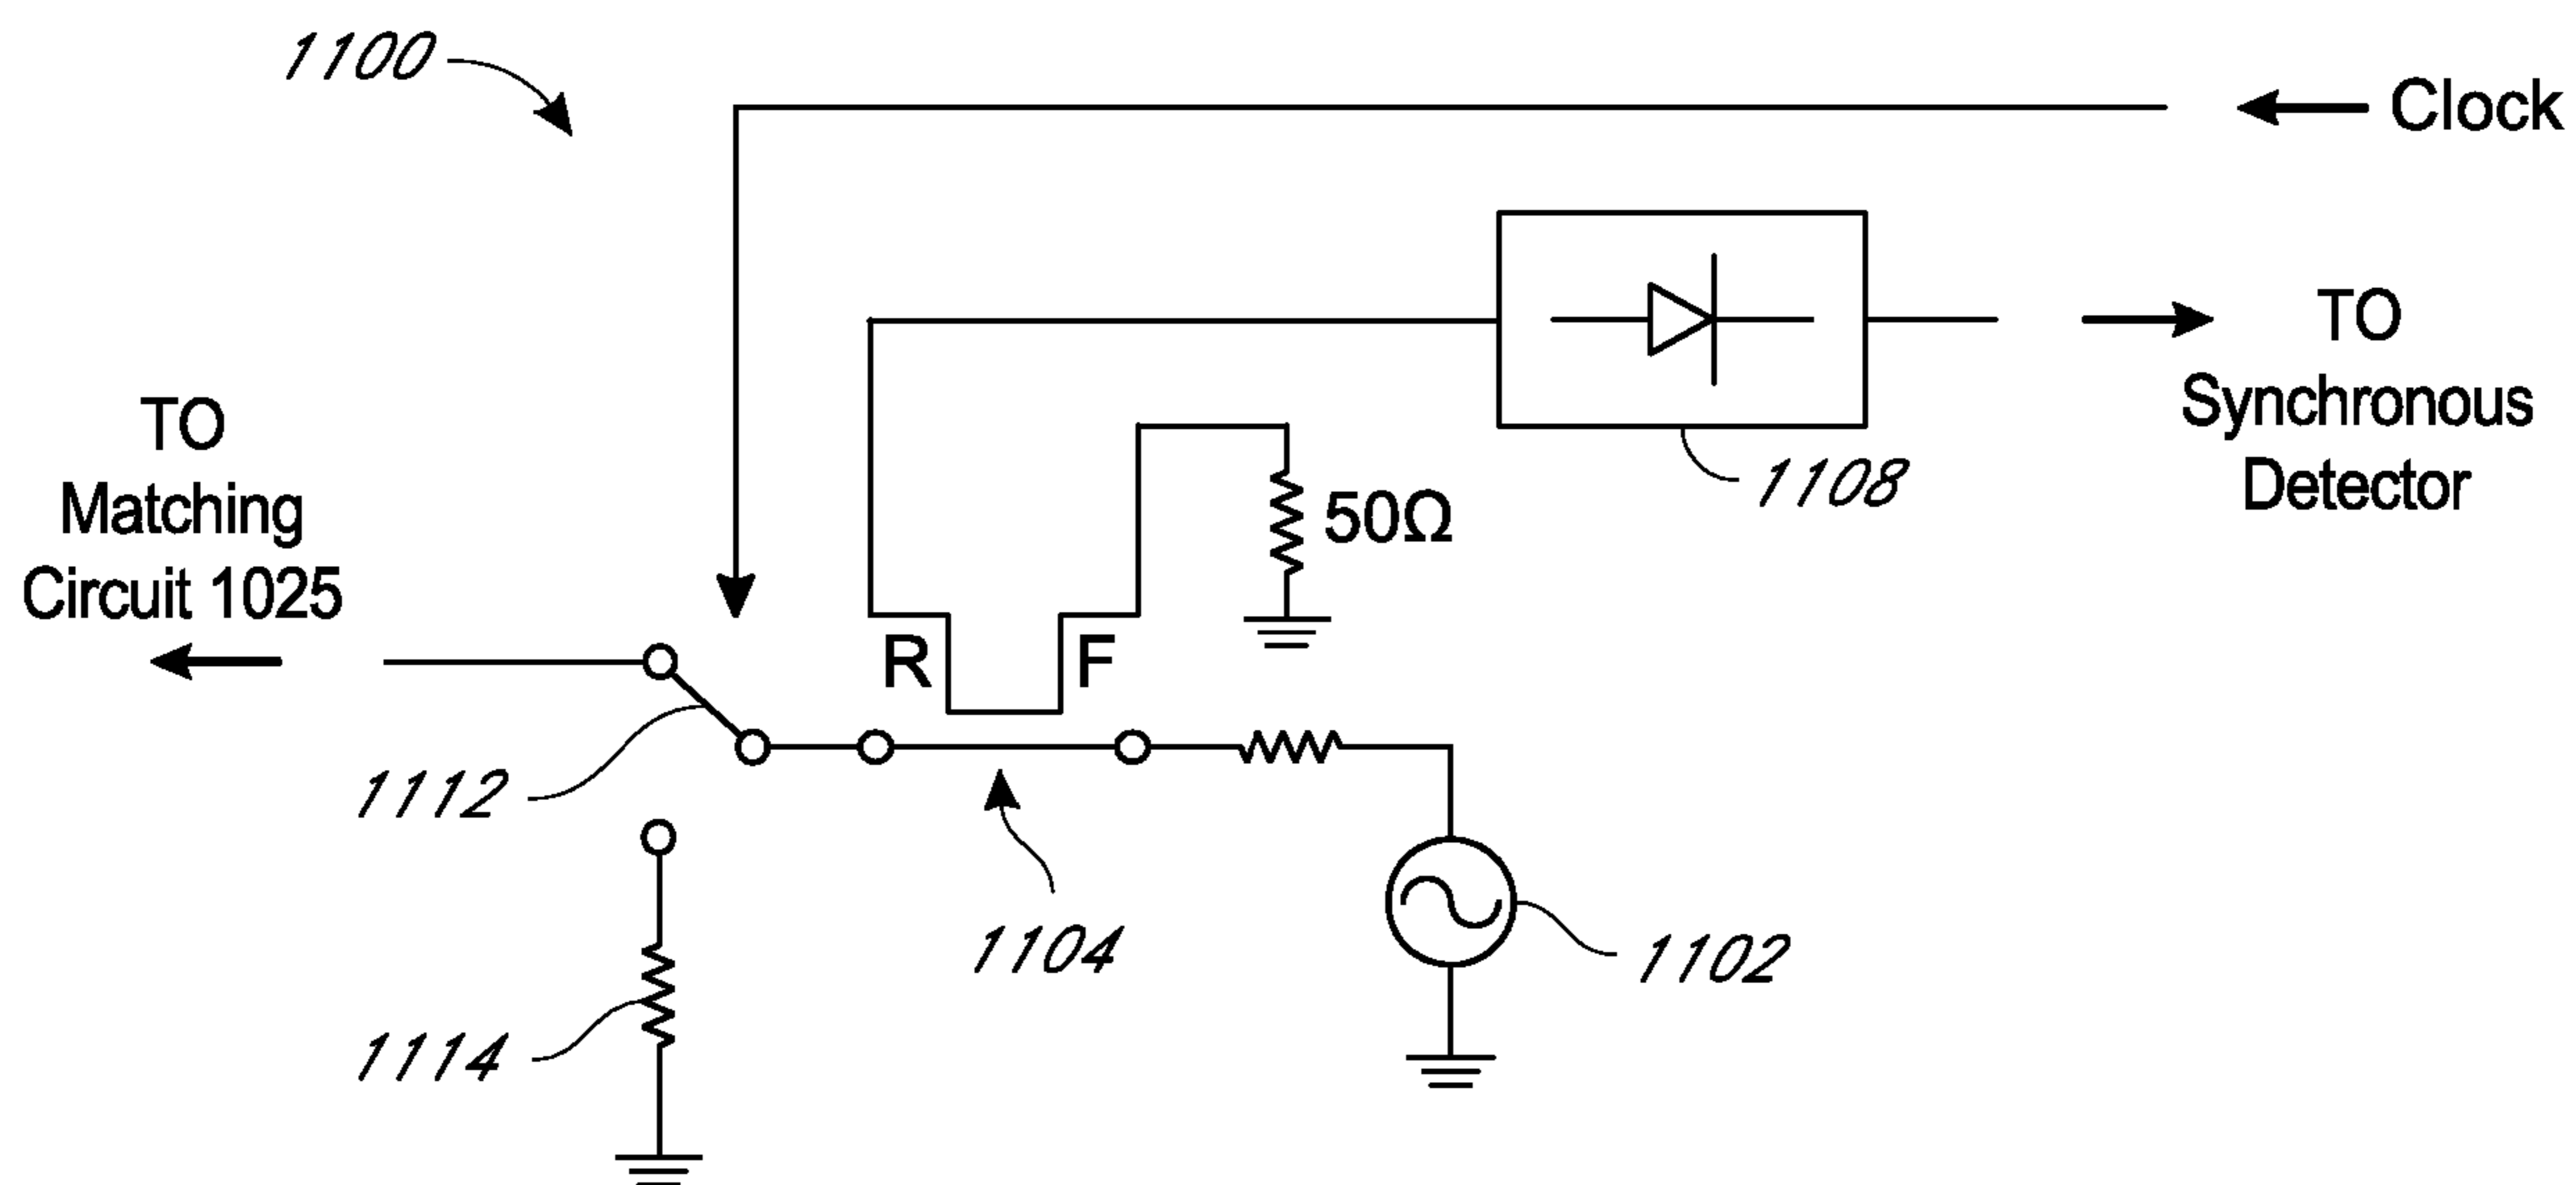 1100
Clock
TO
Synchronous
Detector
1108
TO
Matching
Circuit 1025
50Ω
R
F
1112
1104
1102
1114